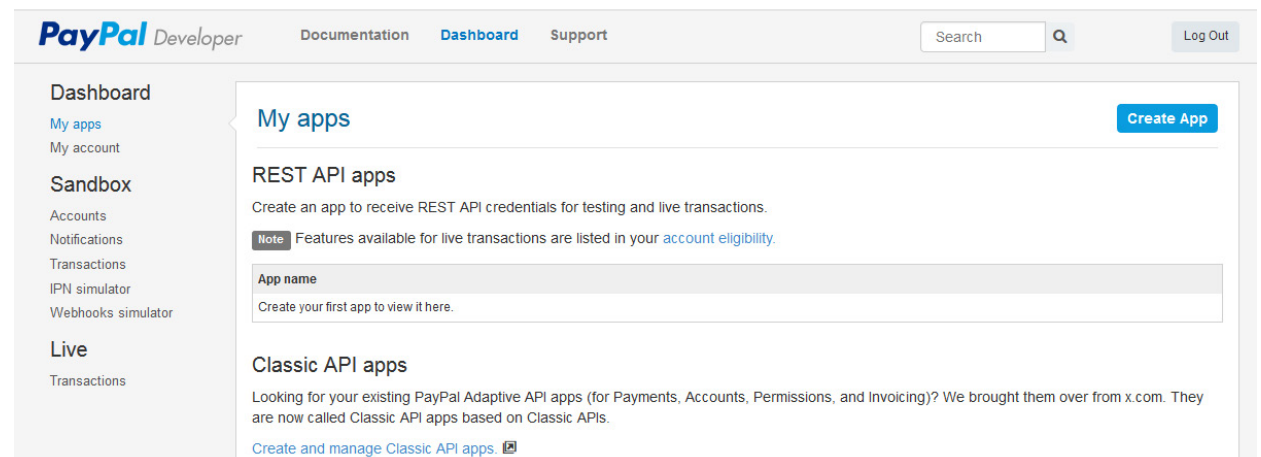 PayPal Developer Documentation Dashboard Support Search Log Out
Dashboard
My apps
My account
Sandbox
Accounts
Notifications
Transactions
IPN simulator
Webhooks simulator
Live
Transactions
My apps Create App
REST API apps
Create an app to receive REST API credentials for testing and live transactions.
Note Features available for live transactions are listed in your account eligibility.
App name
Create your first app to view it here.
Classic API apps
Looking for your existing PayPal Adaptive API apps (for Payments, Accounts, Permissions, and Invoicing)? We brought them over from x.com. They
are now called Classic API apps based on Classic APIs.
Create and manage Classic API apps.